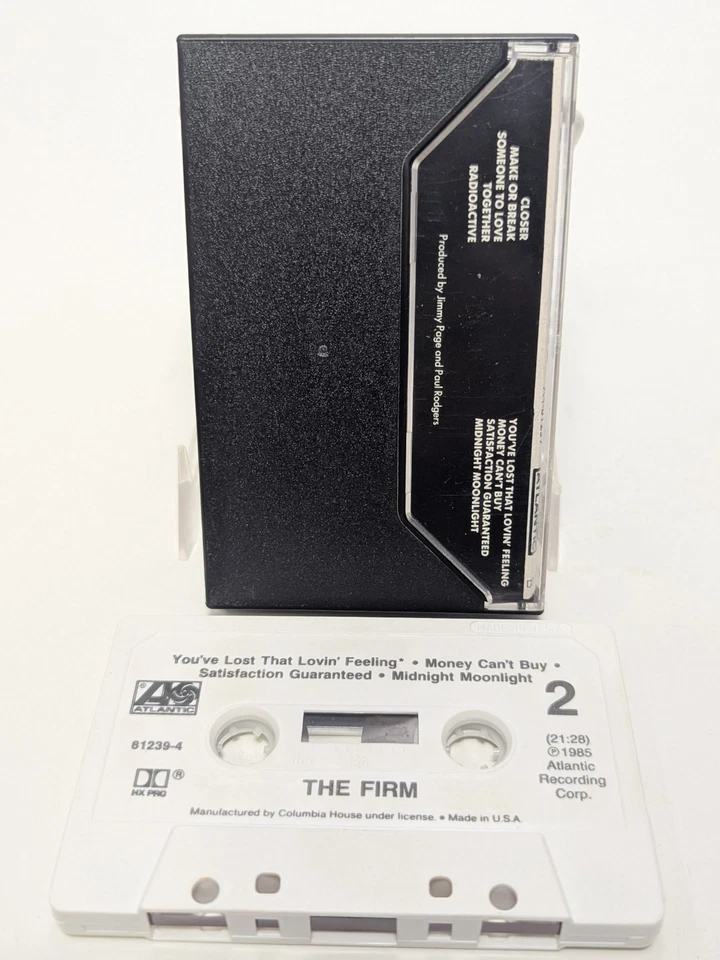 CLOSER
MAKE OR BREAK
SOMEONE TO LOVE
TOGETHER
RADIOACTIVE
YOU'VE LOST THAT LOVIN' FEELING
MONEY CAN'T BUY
SATISFACTION GUARANTEED
MIDNIGHT MOONLIGHT
Produced by Jimmy Page and Paul Rodgers
ATLANTIC
You've Lost That Lovin' Feeling* • Money Can't Buy •
Satisfaction Guaranteed • Midnight Moonlight
ATLANTIC
2
81239-4
(21:28)
℗1985
Atlantic
Recording
Corp.
®
HX PRO
THE FIRM
Manufactured by Columbia House under license. • Made in U.S.A.